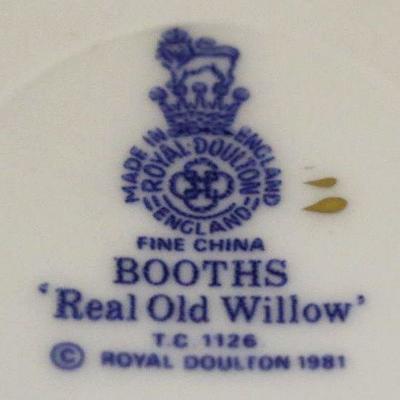 MADE IN ENGLAND
ROYAL·DOULTON
ENGLAND
FINE CHINA
BOOTHS
'Real Old Willow'
T.C. 1126
© ROYAL DOULTON 1981